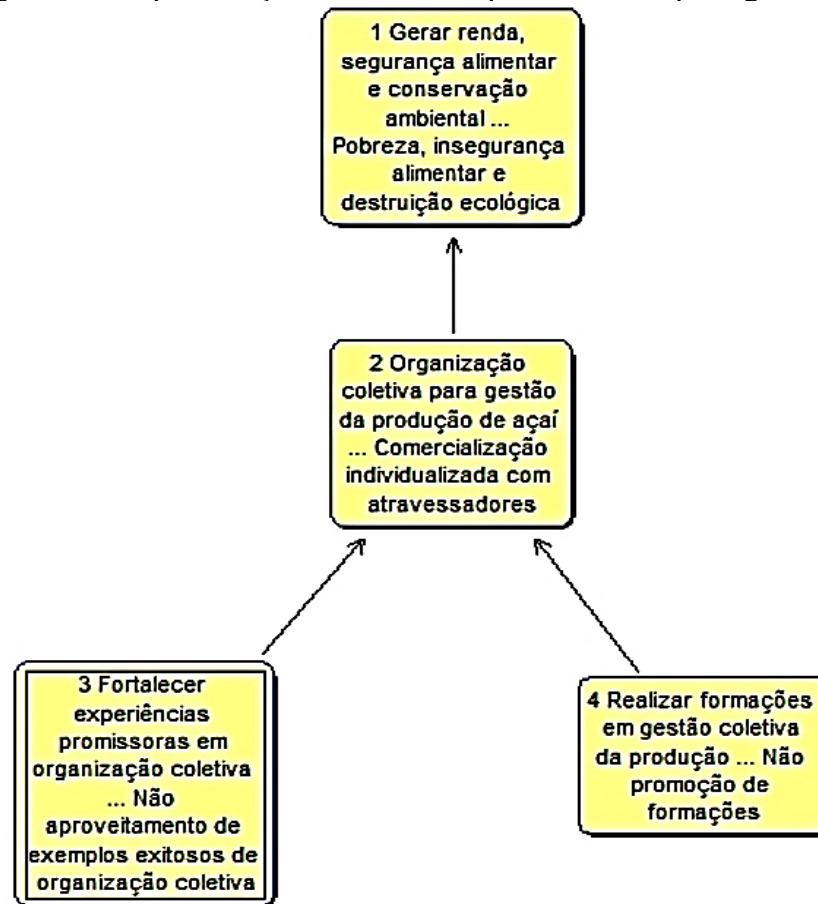 1 Gerar renda,
segurança alimentar
e conservação
ambiental ...
Pobreza, insegurança
alimentar e
destruição ecológica
2 Organização
coletiva para gestão
da produção de açaí
... Comercialização
individualizada com
atravessadores
3 Fortalecer
experiências
promissoras em
organização coletiva
... Não
aproveitamento de
exemplos exitosos de
organização coletiva
4 Realizar formações
em gestão coletiva
da produção ... Não
promoção de
formações